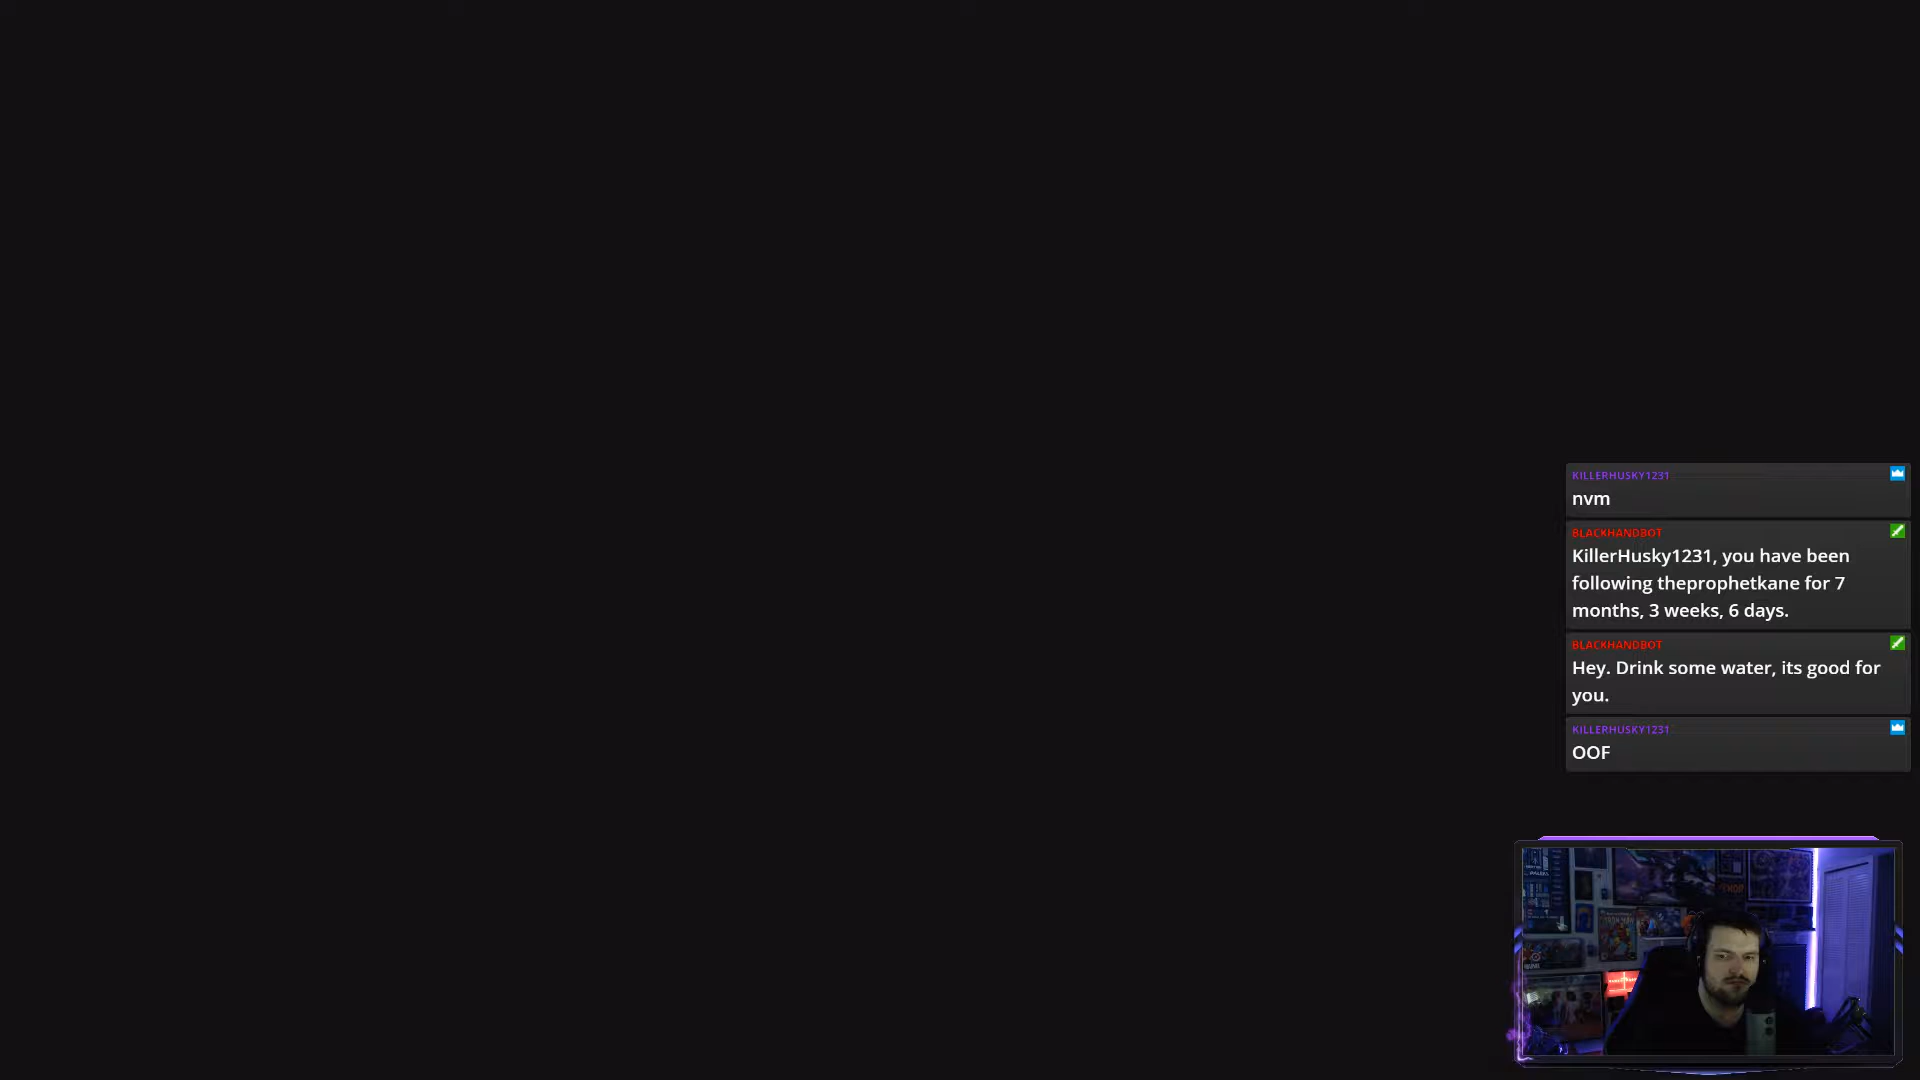 KILLERHUSKY1231
nvm
BLACKHANDBOT
KillerHusky1231, you have been
following theprophetkane for 7
months, 3 weeks, 6 days.
BLACKHANDBOT
Hey. Drink some water, its good for
you.
KILLERHUSKY1231
OOF